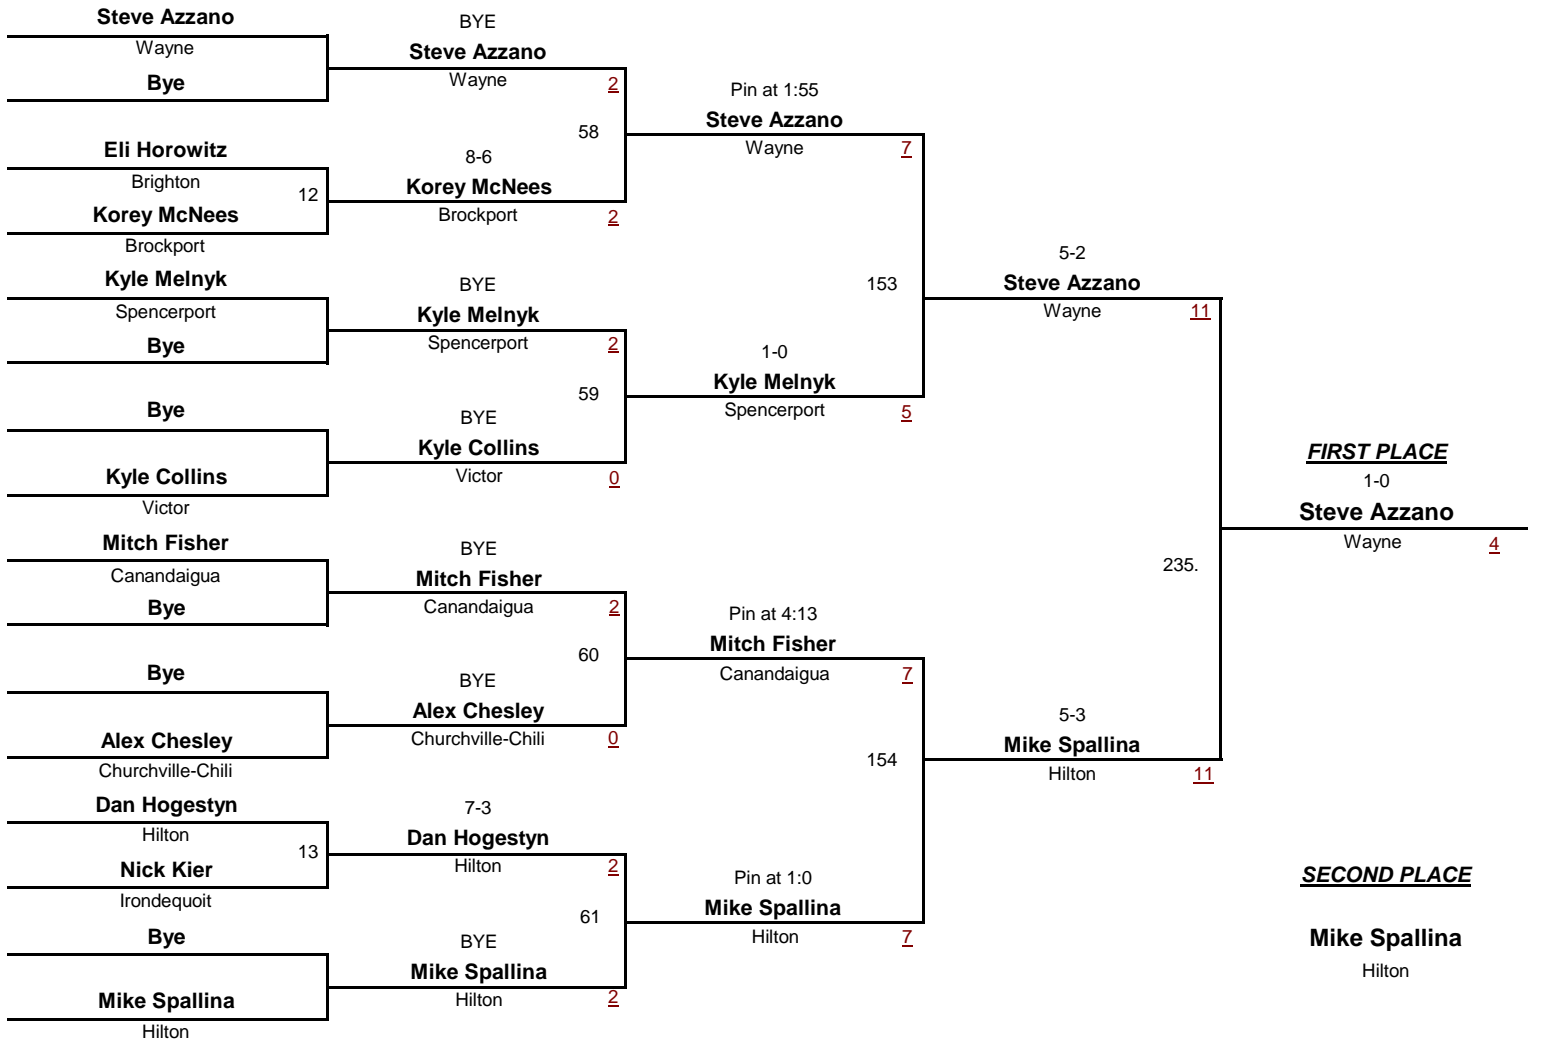 Steve Azzano
Wayne
Bye
Eli Horowitz
Brighton
12
Korey McNees
Brockport
Kyle Melnyk
Spencerport
Bye
Bye
Kyle Collins
Victor
Mitch Fisher
Canandaigua
Bye
Bye
Alex Chesley
Churchville-Chili
Dan Hogestyn
Hilton
13
Nick Kier
Irondequoit
Bye
Mike Spallina
Hilton
BYE
Steve Azzano
Wayne
2
58
8-6
Korey McNees
Brockport
2
BYE
Kyle Melnyk
Spencerport
2
59
BYE
Kyle Collins
Victor
0
BYE
Mitch Fisher
Canandaigua
2
60
BYE
Alex Chesley
Churchville-Chili
0
7-3
Dan Hogestyn
Hilton
2
61
BYE
Mike Spallina
Hilton
2
Pin at 1:55
Steve Azzano
Wayne
7
153
1-0
Kyle Melnyk
Spencerport
5
Pin at 4:13
Mitch Fisher
Canandaigua
7
154
Pin at 1:0
Mike Spallina
Hilton
7
5-2
Steve Azzano
Wayne
11
235.
5-3
Mike Spallina
Hilton
11
FIRST PLACE
1-0
Steve Azzano
Wayne
4
SECOND PLACE
Mike Spallina
Hilton